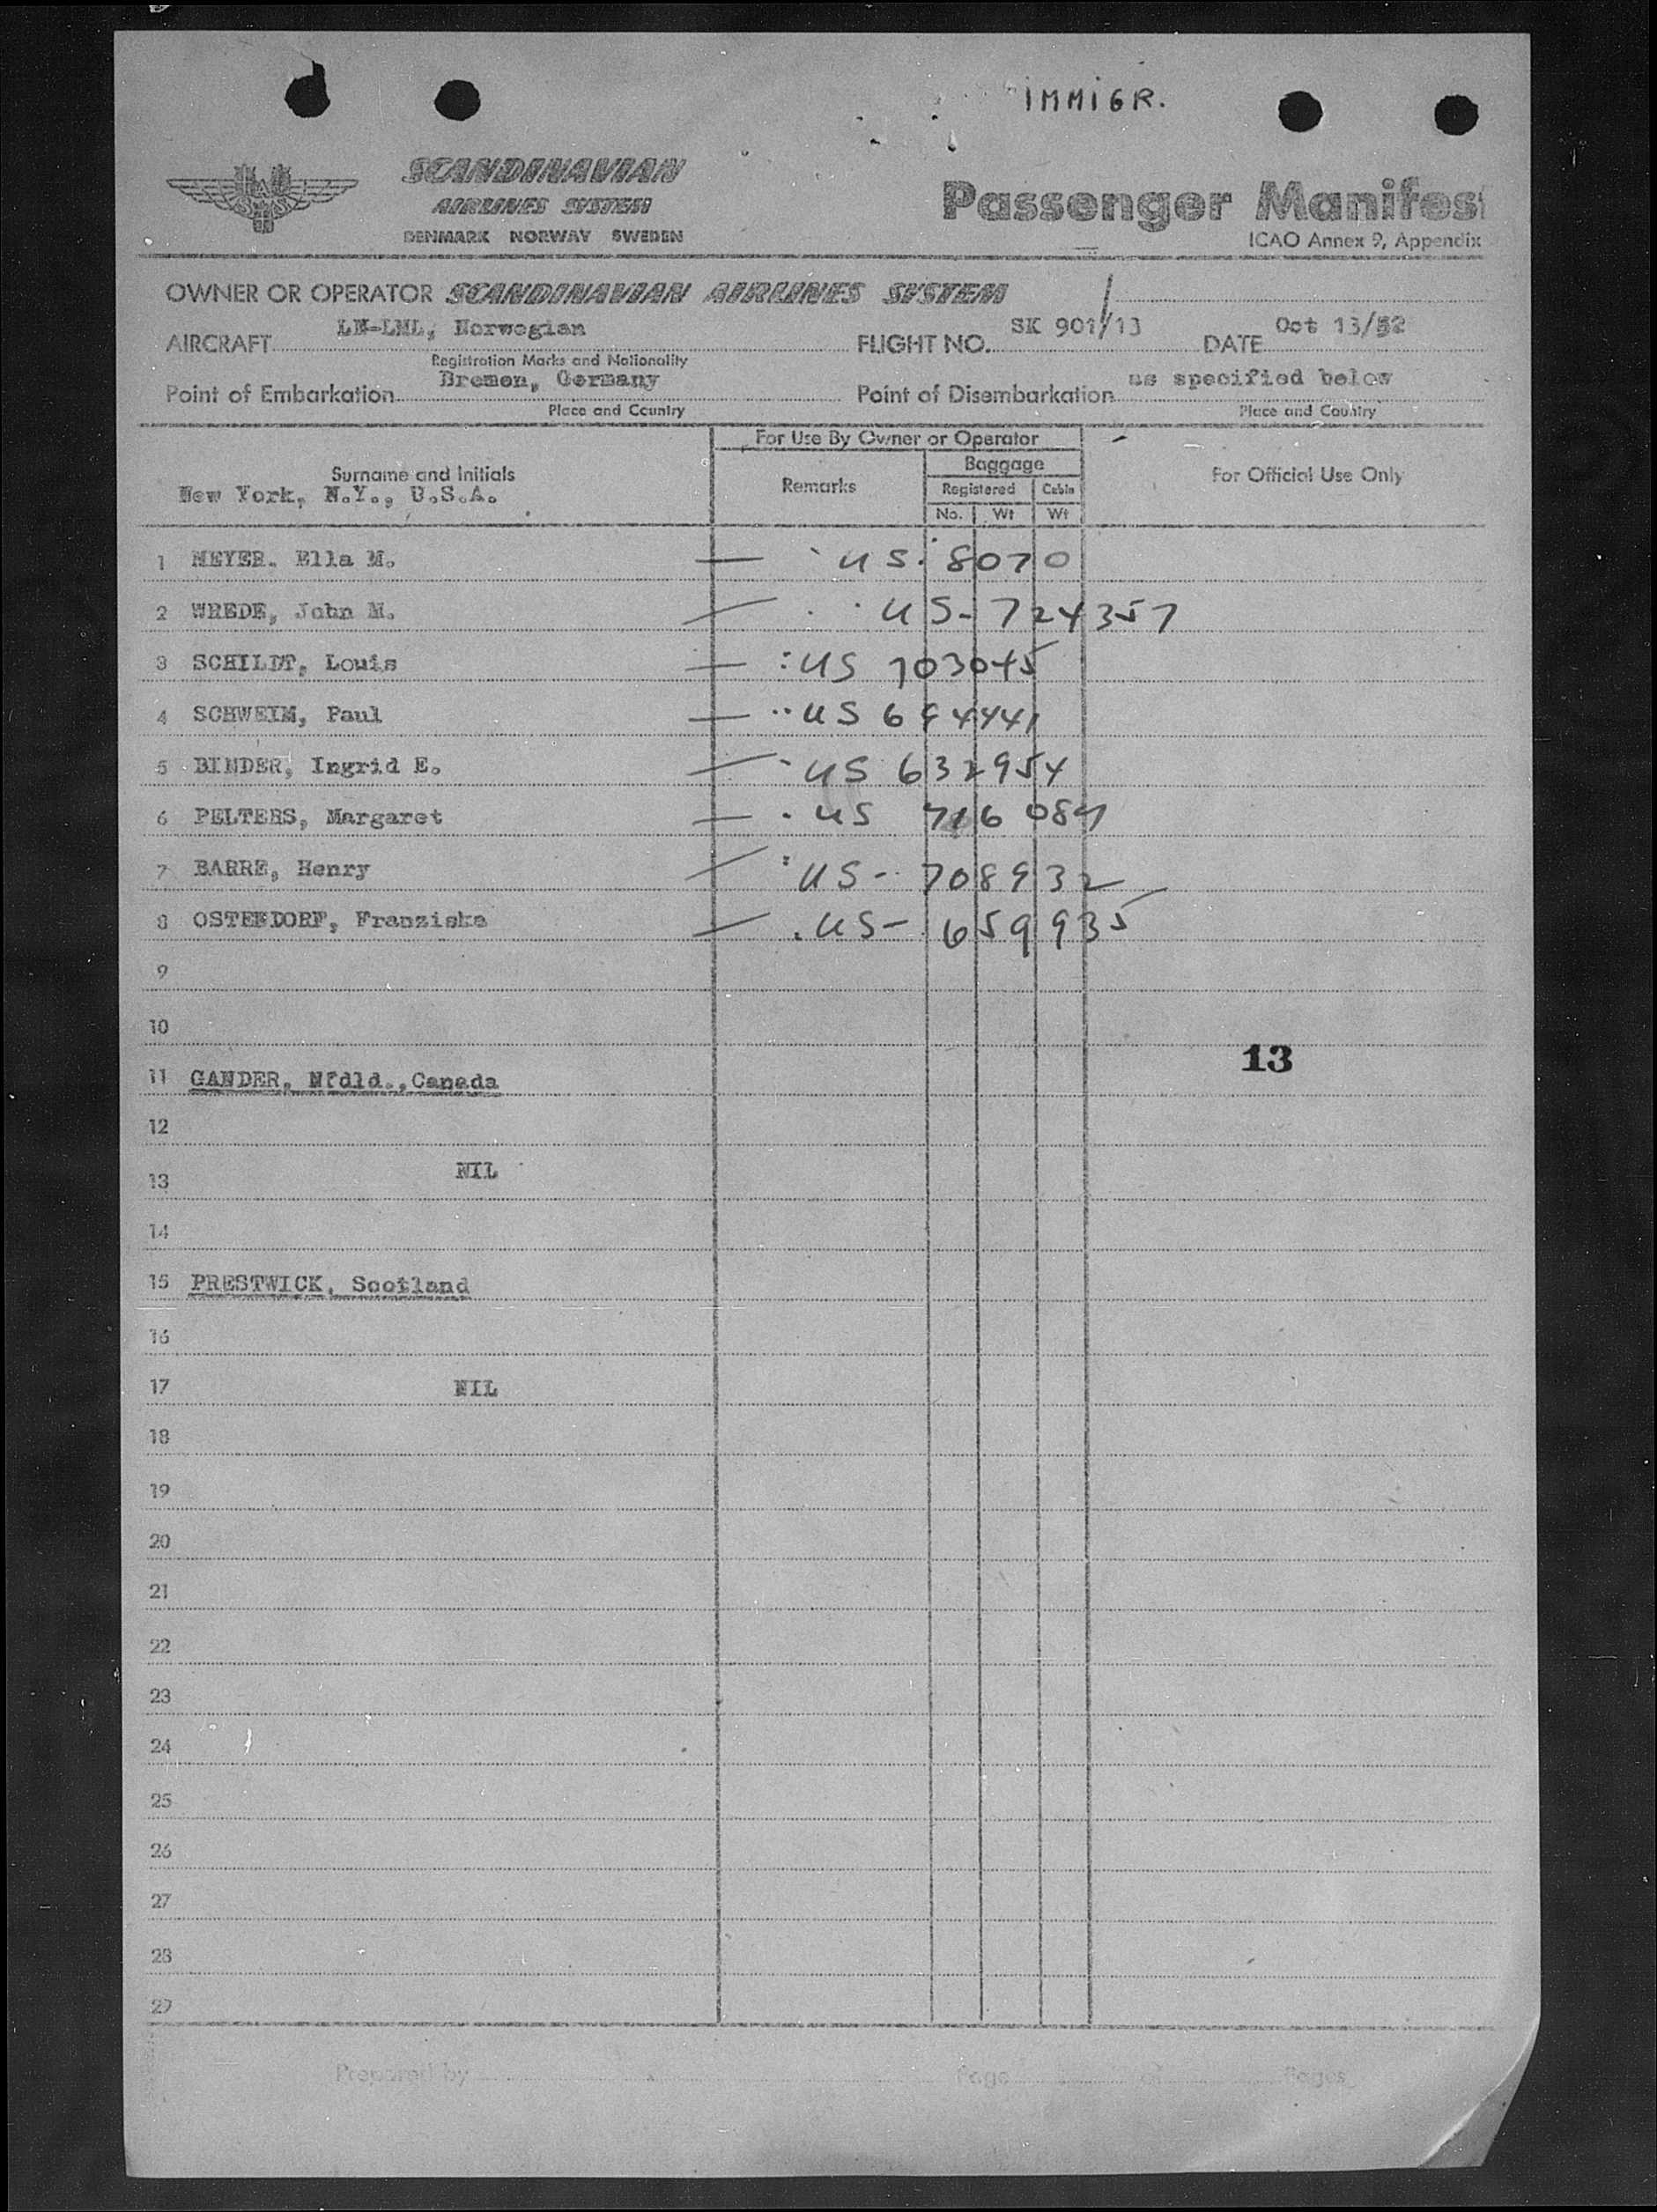 IMMIGR.
SCANDINAVIAN
AIRLINES SYSTEM
DENMARK NORWAY SWEDEN
Passenger Manifes
ICAO Annex 9, Appendix
OWNER OR OPERATOR SCANDINAVIAN AIRLINES SYSTEM
AIRCRAFT LN-LML, Norwegian FLIGHT NO. SK 901/13 DATE Oct 13/52
Registration Marks and Nationality
Point of Embarkation Bremen, Germany Point of Disembarkation as specified below
Place and Country Place and Country
For Use By Owner or Operator
Surname and Initials Remarks Baggage For Official Use Only
New York, N.Y., U.S.A. Registered Cabin
No. Wt Wt
1 MEYER. Ella M. US. 8070
2 WREDE, John M. US- 724357
3 SCHILDT, Louis US 703045
4 SCHWEIM, Paul US
5 BINDER, Ingrid E. US 632954
6 PELTERS, Margaret US 716
7 BARRE, Henry US- 708932
8 OSTENDORF, Franziska US- 659935
9
10
13
11 GANDER, Nfdld., Canada
12
13 NIL
14
15 PRESTWICK, Scotland
16
17 NIL
18
19
20
21
22
23
24
25
26
27
28
29
Prepared by Page of Pages